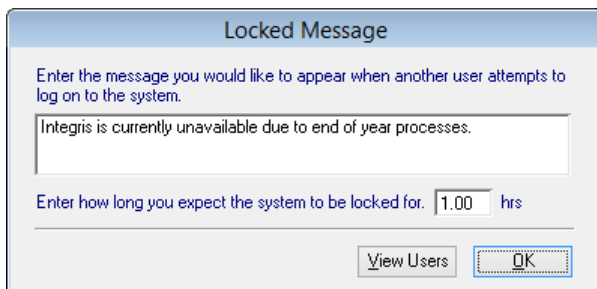 Locked Message
Enter the message you would like to appear when another user attempts to
log on to the system.
Integris is currently unavailable due to end of year processes.
Enter how long you expect the system to be locked for. 1.00 hrs
View Users OK